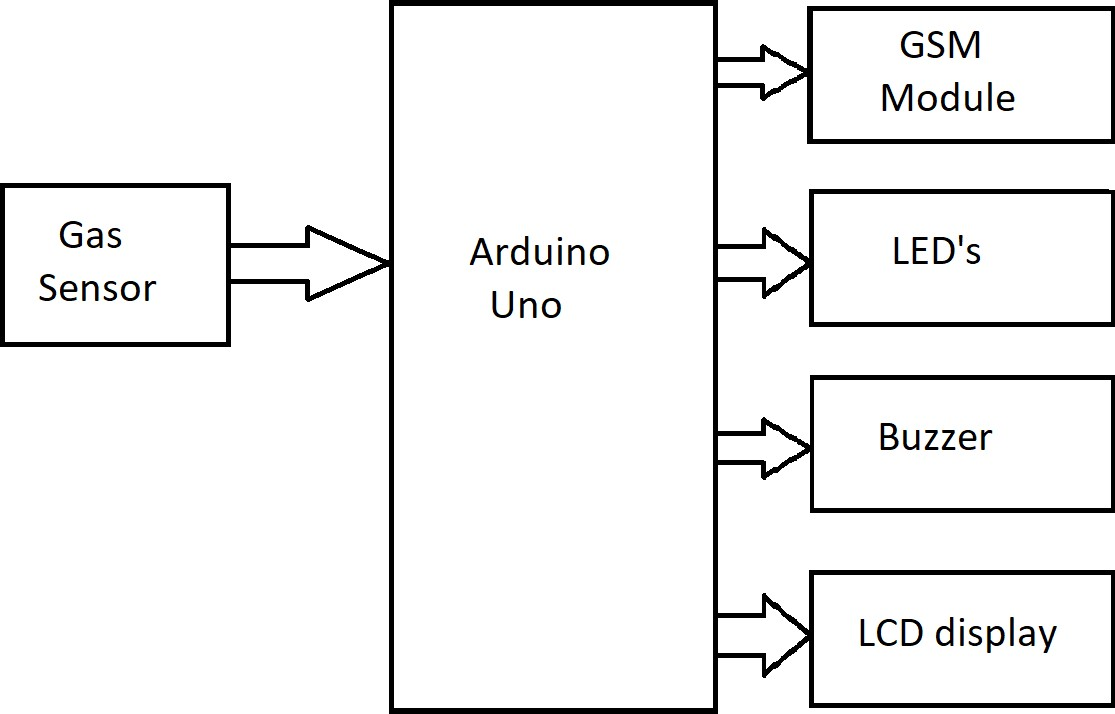 Gas
Sensor
Arduino
Uno
GSM
Module
LED's
Buzzer
LCD display